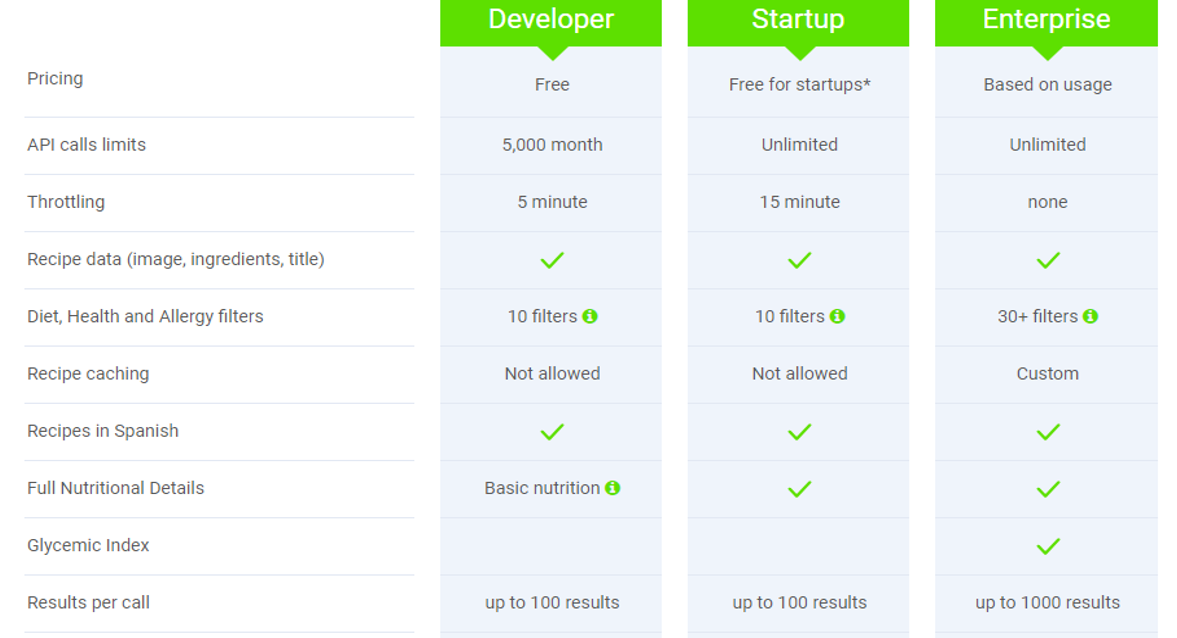 Developer Startup Enterprise
Pricing Free Free for startups* Based on usage
API calls limits 5,000 month Unlimited Unlimited
Throttling 5 minute 15 minute none
Recipe data (image, ingredients, title)
Diet, Health and Allergy filters 10 filters 10 filters 30+ filters
Recipe caching Not allowed Not allowed Custom
Recipes in Spanish
Full Nutritional Details Basic nutrition
Glycemic Index
Results per call up to 100 results up to 100 results up to 1000 results